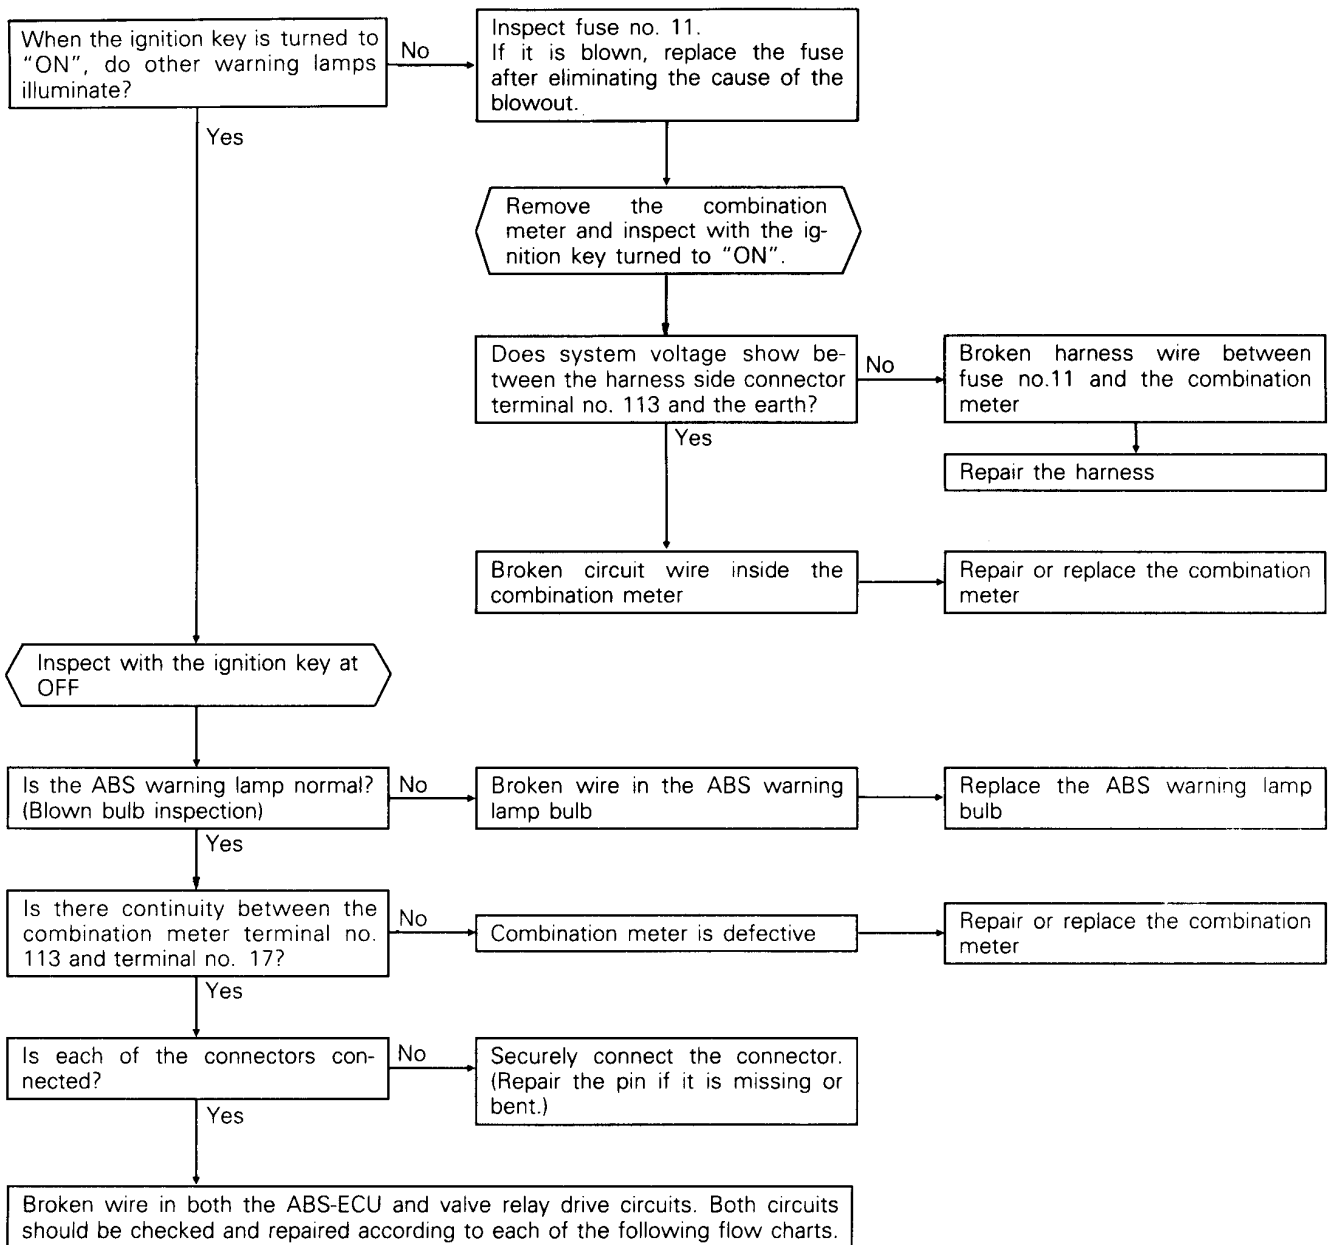 When the ignition key is turned to
“ON”, do other warning lamps
illuminate?
No
Inspect fuse no. 11.
If it is blown, replace the fuse
after eliminating the cause of the
blowout.
Yes
Remove the combination
meter and inspect with the ig-
nition key turned to “ON”.
Does system voltage show be-
tween the harness side connector
terminal no. 113 and the earth?
No
Broken harness wire between
fuse no.11 and the combination
meter
Yes
Repair the harness
Broken circuit wire inside the
combination meter
Repair or replace the combination
meter
Inspect with the ignition key at
OFF
Is the ABS warning lamp normal?
(Blown bulb inspection)
No
Broken wire in the ABS warning
lamp bulb
Replace the ABS warning lamp
bulb
Yes
Is there continuity between the
combination meter terminal no.
113 and terminal no. 17?
No
Combination meter is defective
Repair or replace the combination
meter
Yes
Is each of the connectors con-
nected?
No
Securely connect the connector.
(Repair the pin if it is missing or
bent.)
Yes
Broken wire in both the ABS-ECU and valve relay drive circuits. Both circuits
should be checked and repaired according to each of the following flow charts.